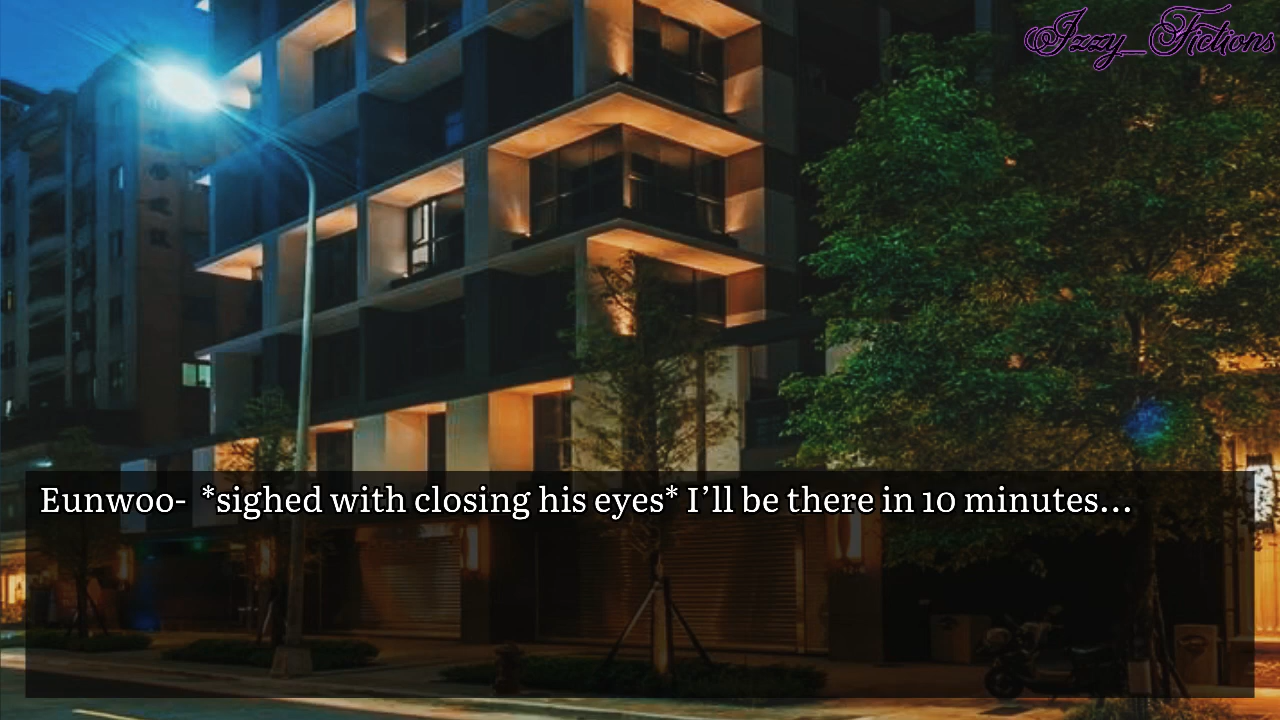 Izzy_Fictions
Eunwoo-  *sighed with closing his eyes* I’ll be there in 10 minutes...